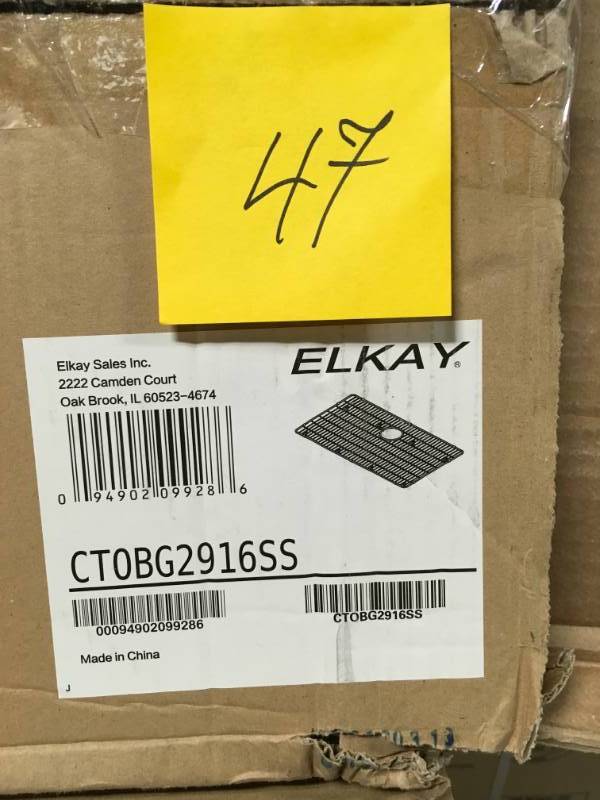 47
Elkay Sales Inc.
2222 Camden Court
Oak Brook, IL 60523-4674
ELKAY®
0 94902 09928 6
CTOBG2916SS
00094902099286
CTOBG2916SS
Made in China
J